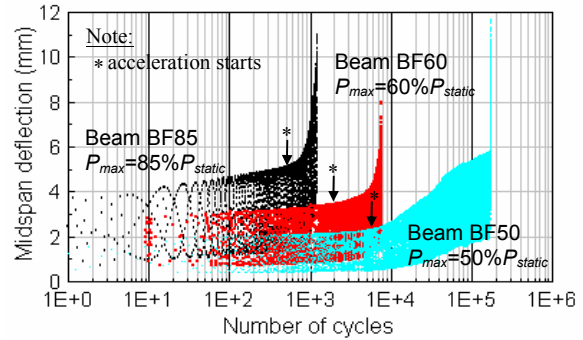 Midspan deflection (mm)
12
10
8
6
4
2
0
Note:
* acceleration starts
*
*
*
Beam BF85
Pmax=85%Pstatic
Beam BF60
Pmax=60%Pstatic
Beam BF50
Pmax=50%Pstatic
1E+0 1E+1 1E+2 1E+3 1E+4 1E+5 1E+6
Number of cycles